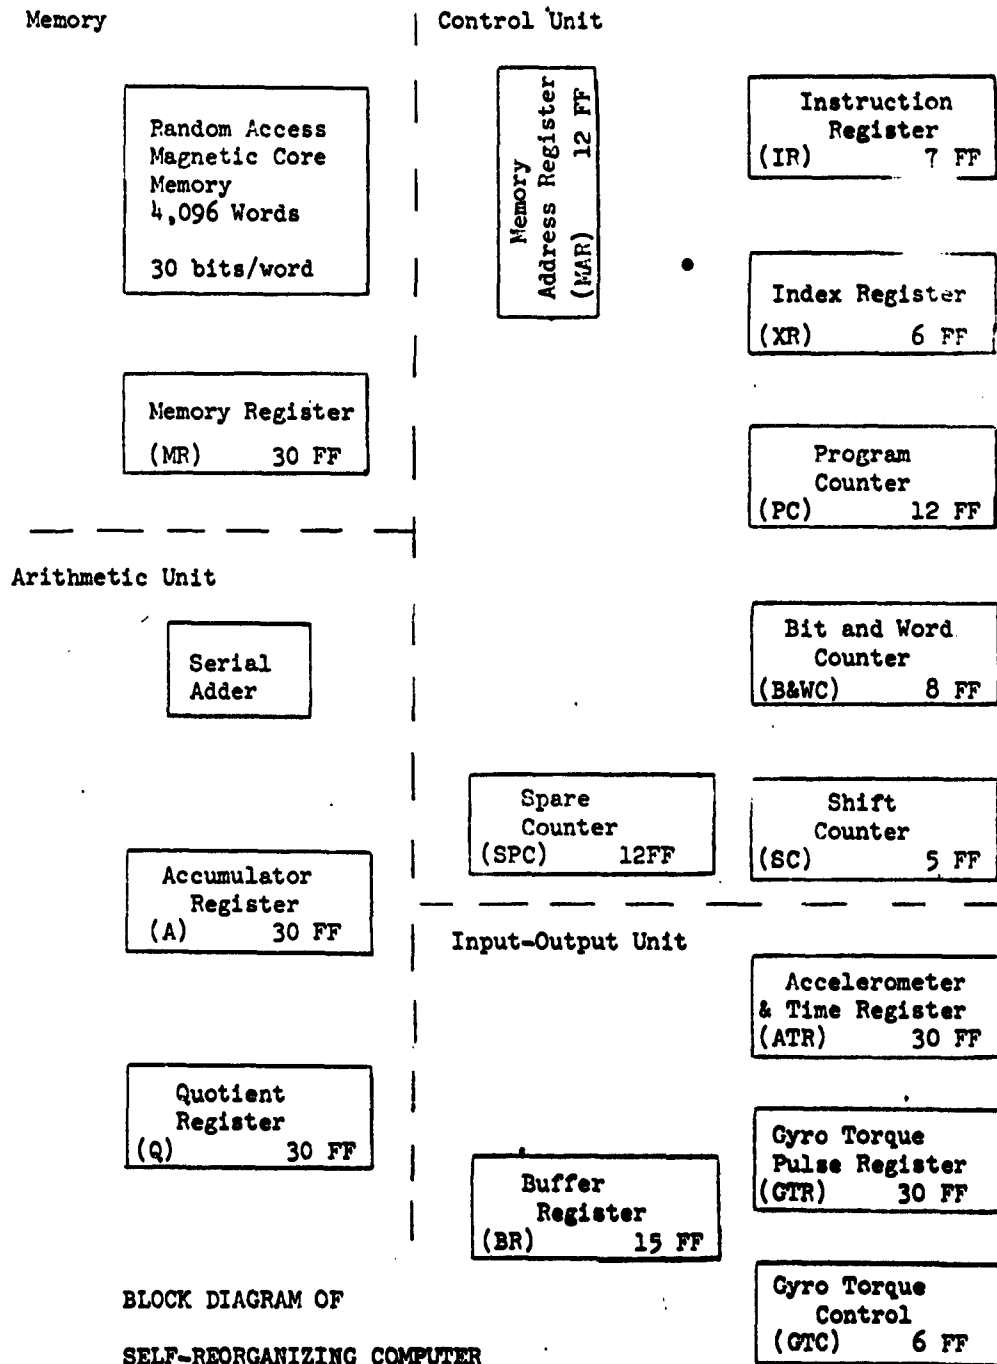 Memory
Random Access
Magnetic Core
Memory
4,096 Words
30 bits/word
Memory Register
(MR) 30 FF
Arithmetic Unit
Serial
Adder
Accumulator
Register
(A) 30 FF
Quotient
Register
(Q) 30 FF
Control Unit
Memory
Address Register
(MAR) 12 FF
Instruction
Register
(IR) 7 FF
Index Register
(XR) 6 FF
Program
Counter
(PC) 12 FF
Bit and Word
Counter
(B&WC) 8 FF
Spare
Counter
(SPC) 12FF
Shift
Counter
(SC) 5 FF
Input-Output Unit
Accelerometer
& Time Register
(ATR) 30 FF
Gyro Torque
Pulse Register
(GTR) 30 FF
Buffer
Register
(BR) 15 FF
Gyro Torque
Control
(GTC) 6 FF
BLOCK DIAGRAM OF
SELF-REORGANIZING COMPUTER